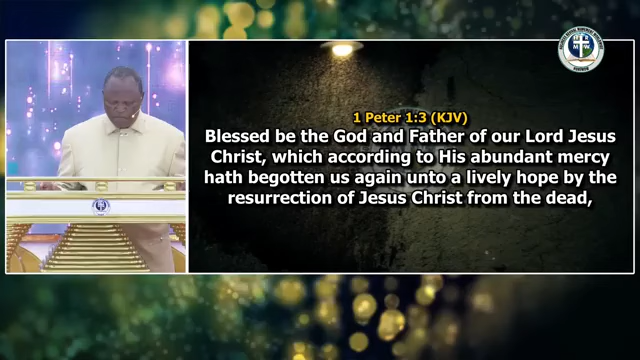 1 Peter 1:3 (KJV)
Blessed be the God and Father of our Lord Jesus
Christ, which according to His abundant mercy
hath begotten us again unto a lively hope by the
resurrection of Jesus Christ from the dead,